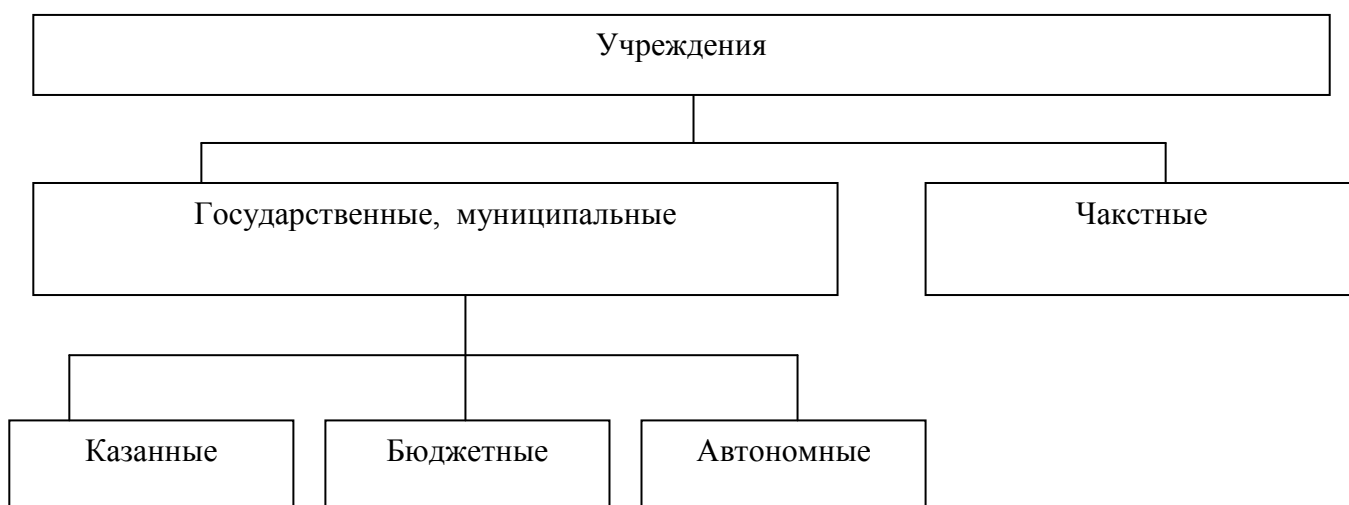 Учреждения
Государственные, муниципальные
Чакстные
Казанные
Бюджетные
Автономные